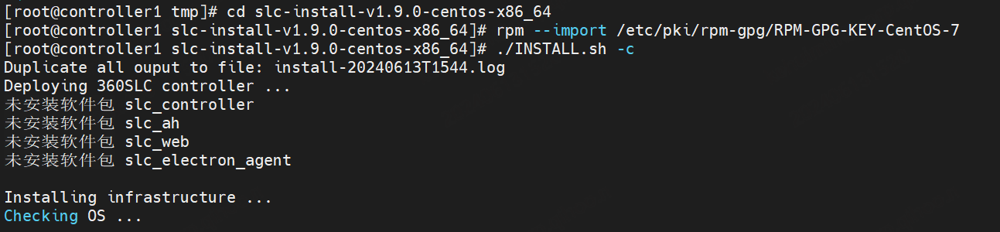 [root@controller1 tmp]# cd slc-install-v1.9.0-centos-x86_64
[root@controller1 slc-install-v1.9.0-centos-x86_64]# rpm --import /etc/pki/rpm-gpg/RPM-GPG-KEY-CentOS-7
[root@controller1 slc-install-v1.9.0-centos-x86_64]# ./INSTALL.sh -c
Duplicate all ouput to file: install-20240613T1544.log
Deploying 360SLC controller ...
未安装软件包 slc_controller
未安装软件包 slc_ah
未安装软件包 slc_web
未安装软件包 slc_electron_agent
Installing infrastructure ...
Checking OS ...